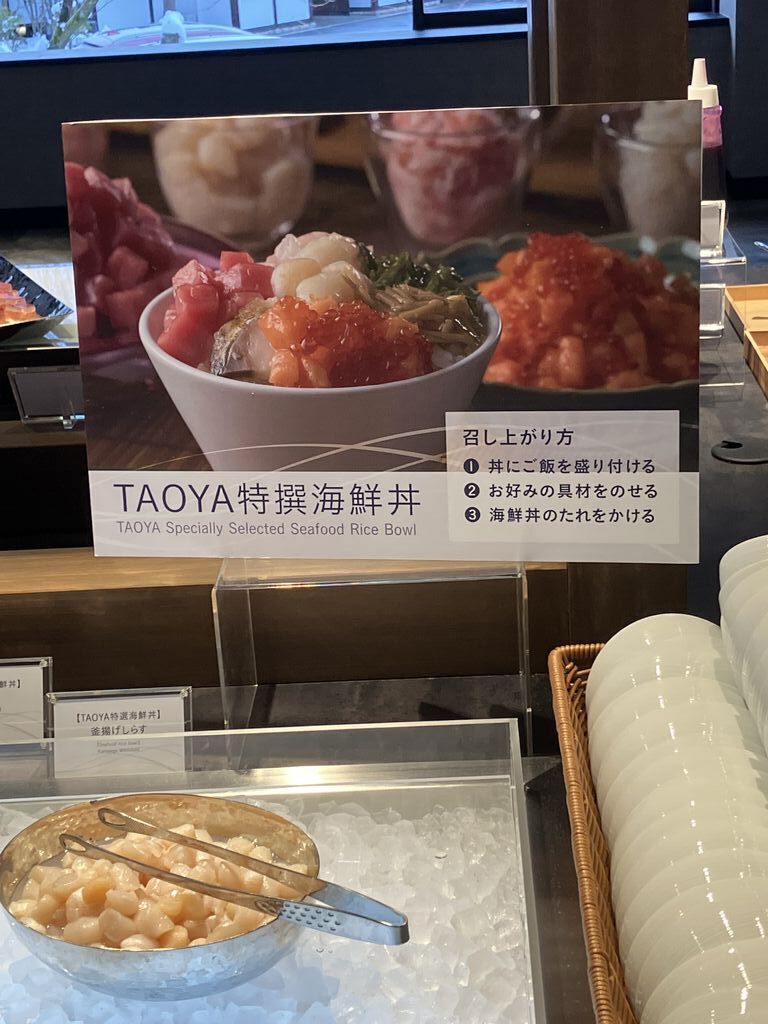 召し上がり方
❶ 丼にご飯を盛り付ける
❷ お好みの具材をのせる
❸ 海鮮丼のたれをかける
TAOYA特撰海鮮丼
TAOYA Specially Selected Seafood Rice Bowl
鮮丼】
【TAOYA特選海鮮丼】
釜揚げしらす